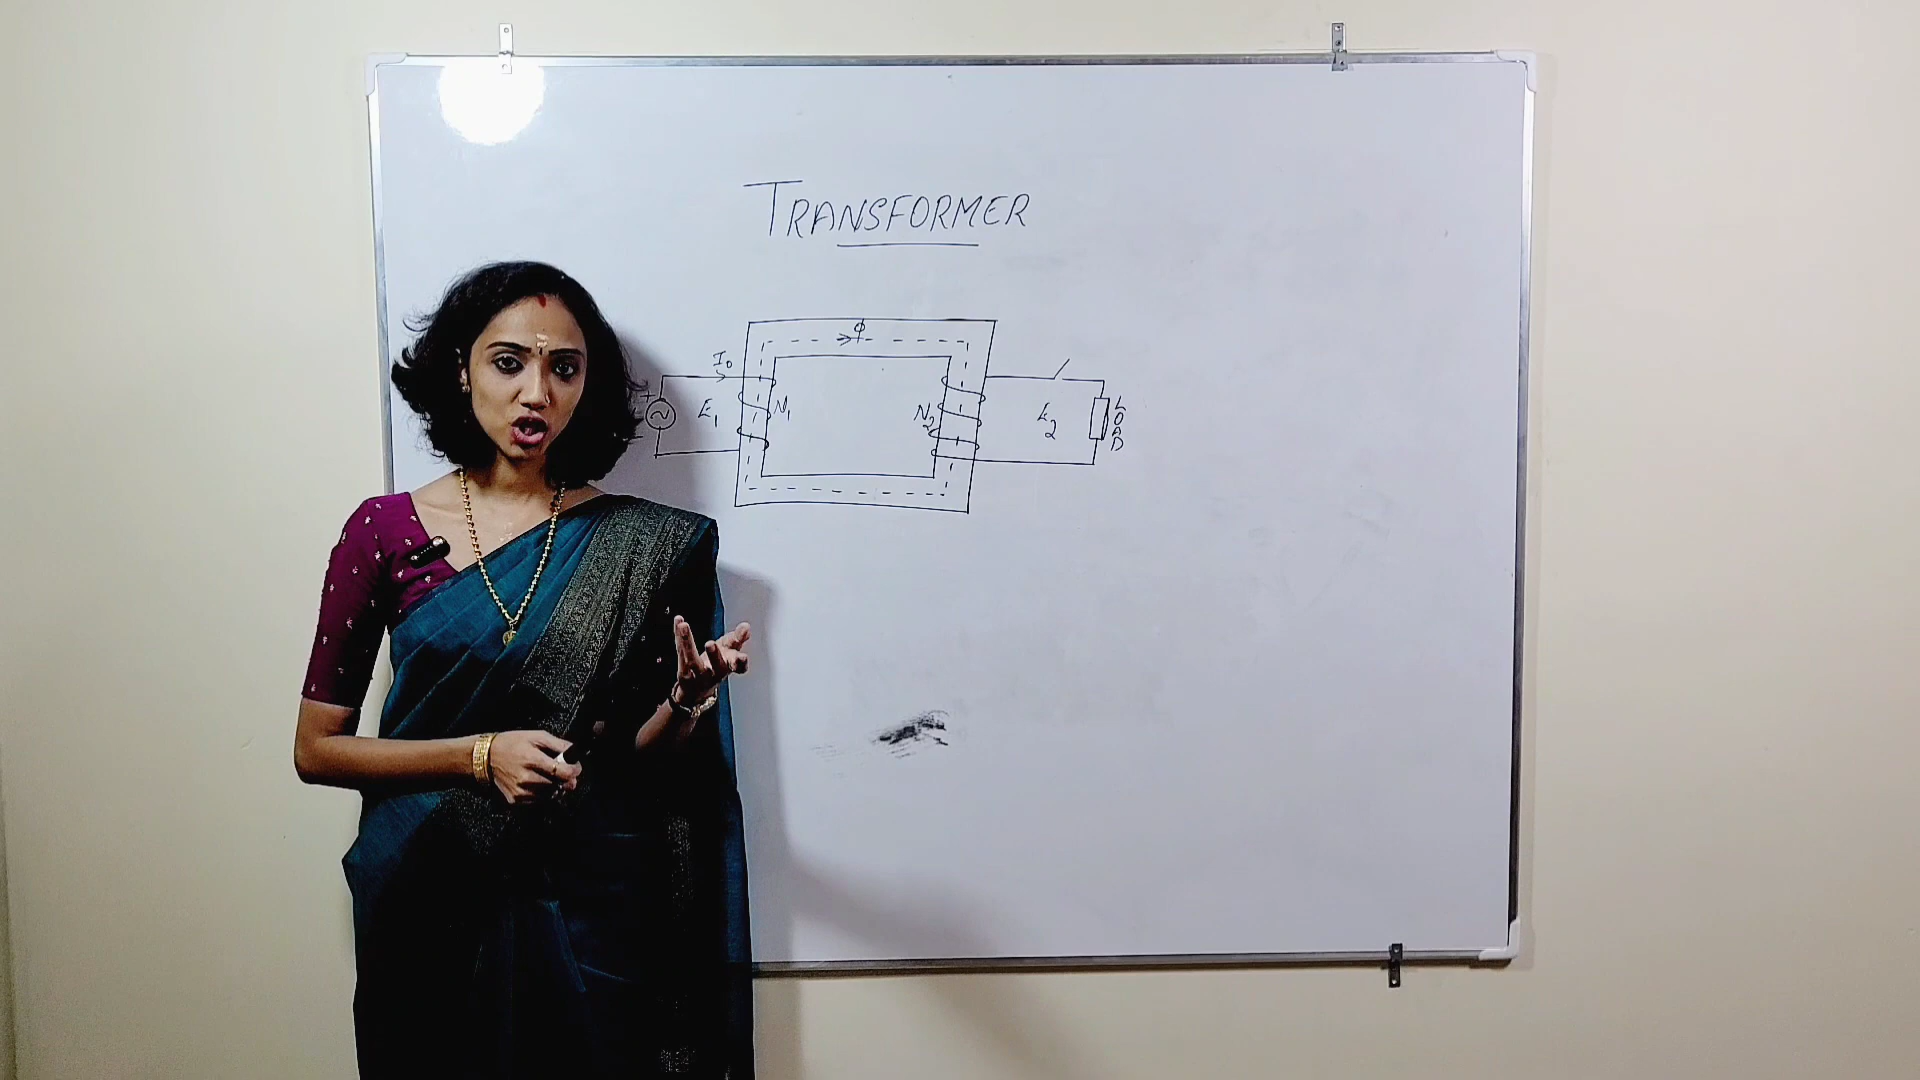 TRANSFORMER
Φ
I₀
+
E₁
N₁
N₂
E₂
LOAD
-